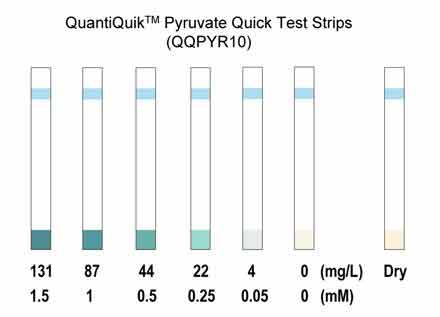 QuantiQuik™ Pyruvate Quick Test Strips
(QQPYR10)
131 87 44 22 4 0 (mg/L) Dry
1.5 1 0.5 0.25 0.05 0 (mM)